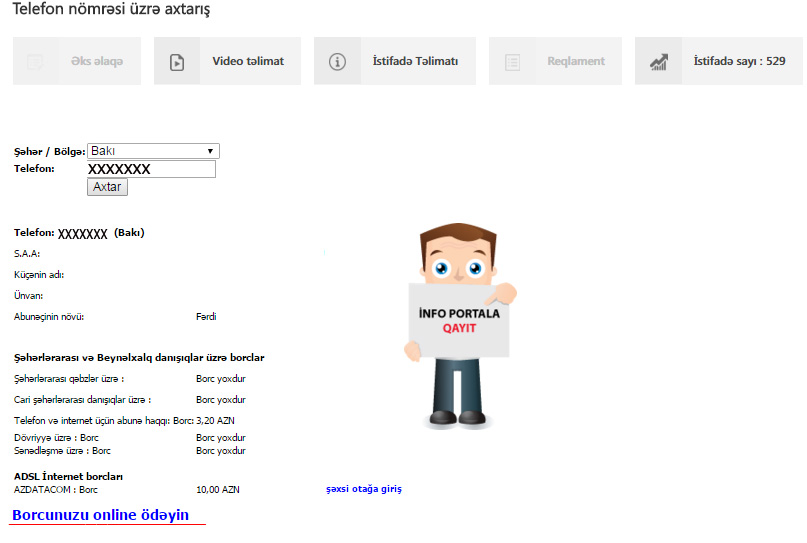 Telefon nömrəsi üzrə axtarış
Əks əlaqə
Video təlimat
İstifadə Təlimatı
Reqlament
İstifadə sayı : 529
Şəhər / Bölgə: Bakı
Telefon: XXXXXXX
Axtar
Telefon: XXXXXXX (Bakı)
S.A.A:
Küçənin adı:
Ünvan:
Abunəçinin növü: Fərdi
İNFO PORTALA
QAYIT
Şəhərlərarası və Beynəlxalq danışıqlar üzrə borclar
Şəhərlərarası qəbzlər üzrə : Borc yoxdur
Cari şəhərlərarası danışıqlar üzrə : Borc yoxdur
Telefon və internet üçün abunə haqqı: Borc: 3,20 AZN
Dövriyyə üzrə : Borc Borc yoxdur
Sənədləşmə üzrə : Borc Borc yoxdur
ADSL İnternet borcları
AZDATACOM : Borc 10,00 AZN şəxsi otağa giriş
Borcunuzu online ödəyin